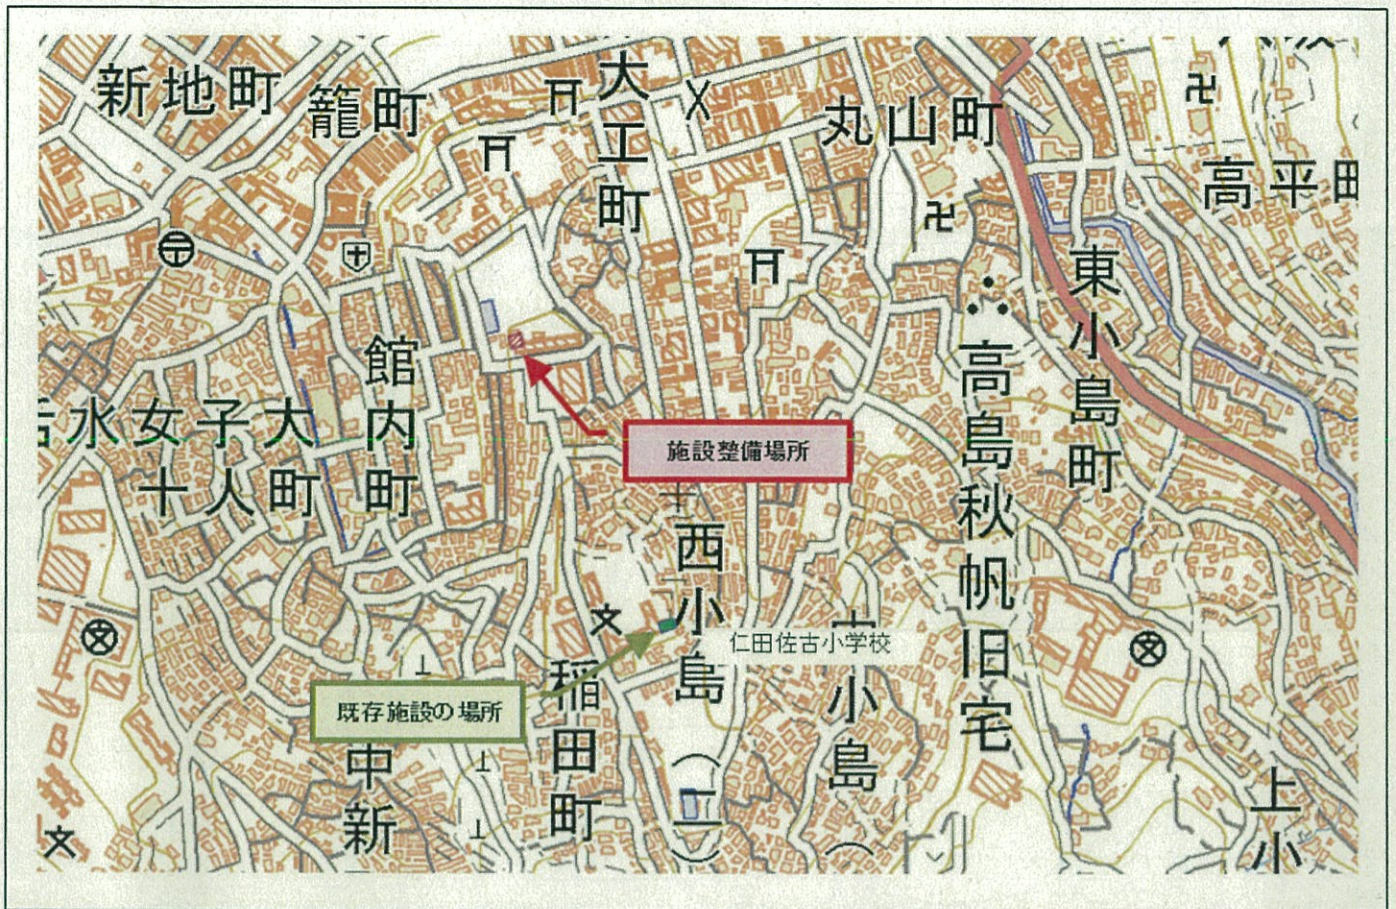 新地町
籠町
大工町
丸山町
高平町
東小島町
館内町
水女子大
十人町
施設整備場所
高島秋帆旧宅
西小島(二)
仁田佐古小学校
小島(
既存施設の場所
稲田町
中新
上小